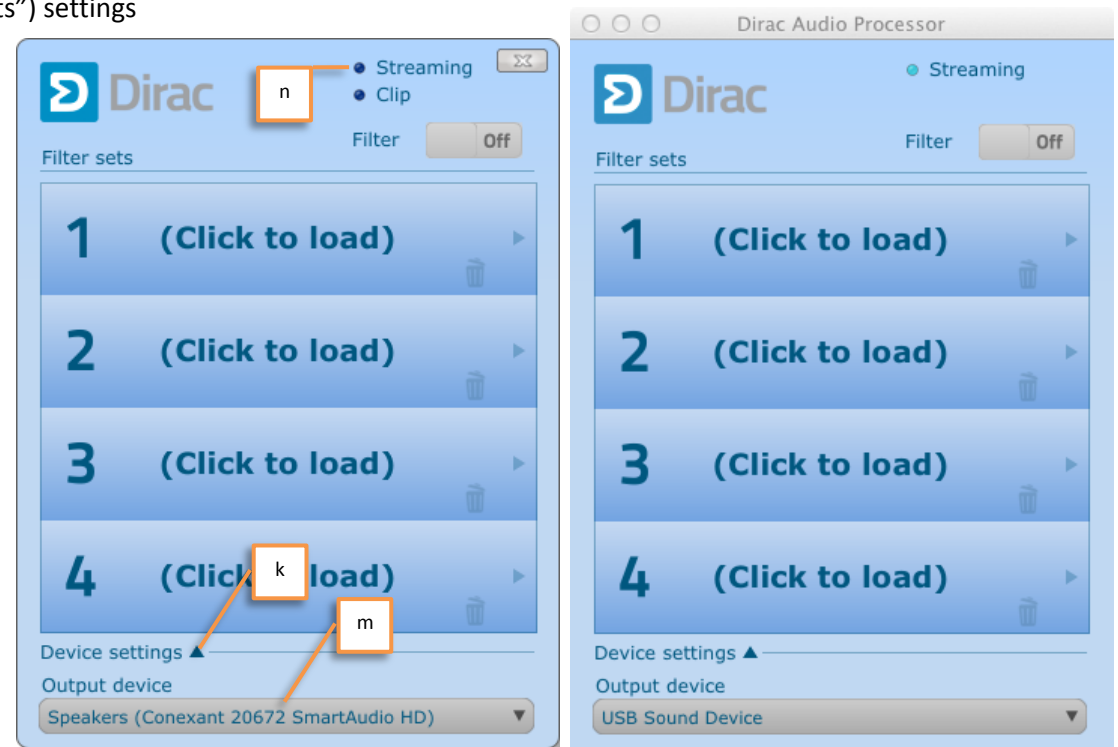 ts”) settings
Dirac
n
Streaming
Clip
Filter Off
Filter sets
1 (Click to load)
2 (Click to load)
3 (Click to load)
4 (Click load)
k
m
Device settings
Output device
Speakers (Conexant 20672 SmartAudio HD)
Dirac Audio Processor
Dirac
Streaming
Filter Off
Filter sets
1 (Click to load)
2 (Click to load)
3 (Click to load)
4 (Click to load)
Device settings
Output device
USB Sound Device